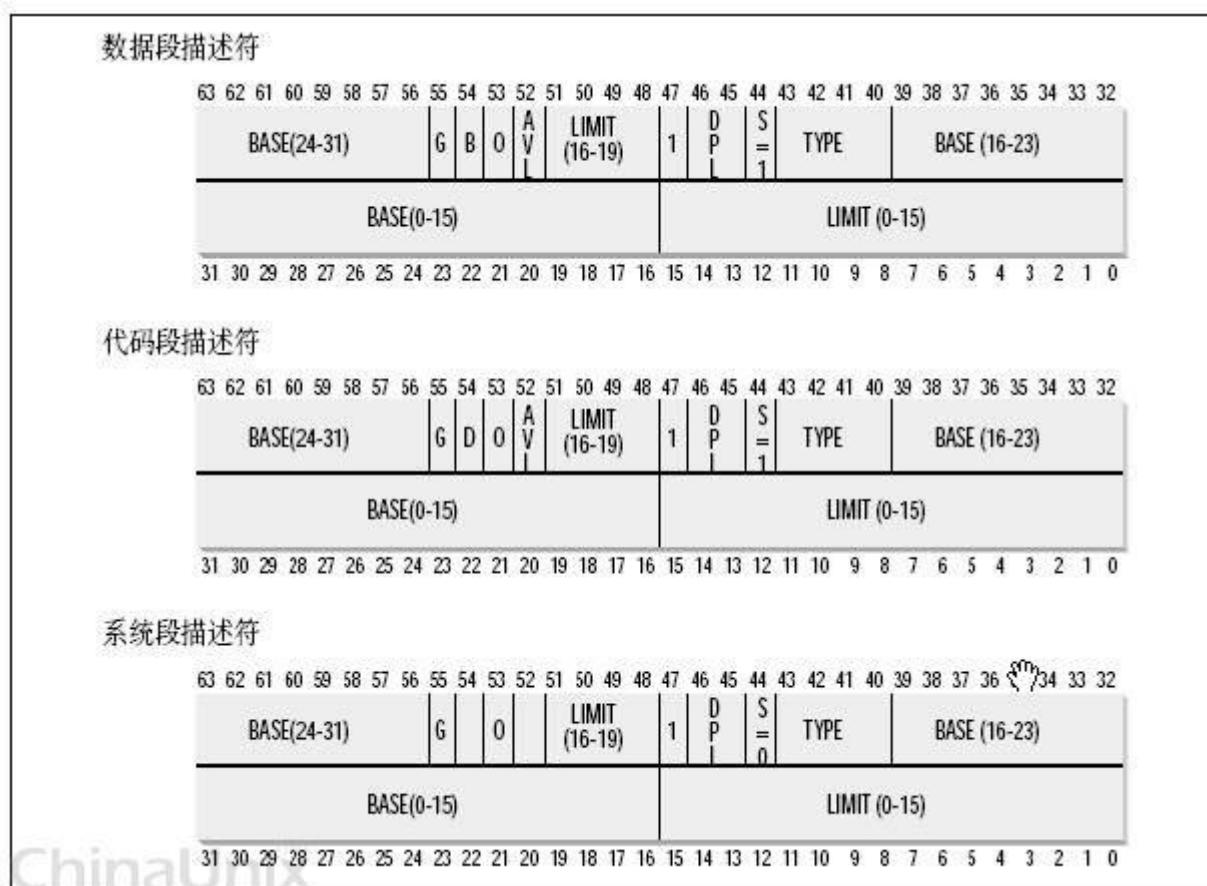 数据段描述符
63 62 61 60 59 58 57 56 55 54 53 52 51 50 49 48 47 46 45 44 43 42 41 40 39 38 37 36 35 34 33 32
BASE(24-31) G B 0 AVL LIMIT (16-19) 1 DPL S=1 TYPE BASE (16-23)
BASE(0-15) LIMIT (0-15)
31 30 29 28 27 26 25 24 23 22 21 20 19 18 17 16 15 14 13 12 11 10 9 8 7 6 5 4 3 2 1 0
代码段描述符
63 62 61 60 59 58 57 56 55 54 53 52 51 50 49 48 47 46 45 44 43 42 41 40 39 38 37 36 35 34 33 32
BASE(24-31) G D 0 AVL LIMIT (16-19) 1 DPL S=1 TYPE BASE (16-23)
BASE(0-15) LIMIT (0-15)
31 30 29 28 27 26 25 24 23 22 21 20 19 18 17 16 15 14 13 12 11 10 9 8 7 6 5 4 3 2 1 0
系统段描述符
63 62 61 60 59 58 57 56 55 54 53 52 51 50 49 48 47 46 45 44 43 42 41 40 39 38 37 36 34 33 32
BASE(24-31) G 0 LIMIT (16-19) 1 DPL S=0 TYPE BASE (16-23)
BASE(0-15) LIMIT (0-15)
31 30 29 28 27 26 25 24 23 22 21 20 19 18 17 16 15 14 13 12 11 10 9 8 7 6 5 4 3 2 1 0
ChinaUnix